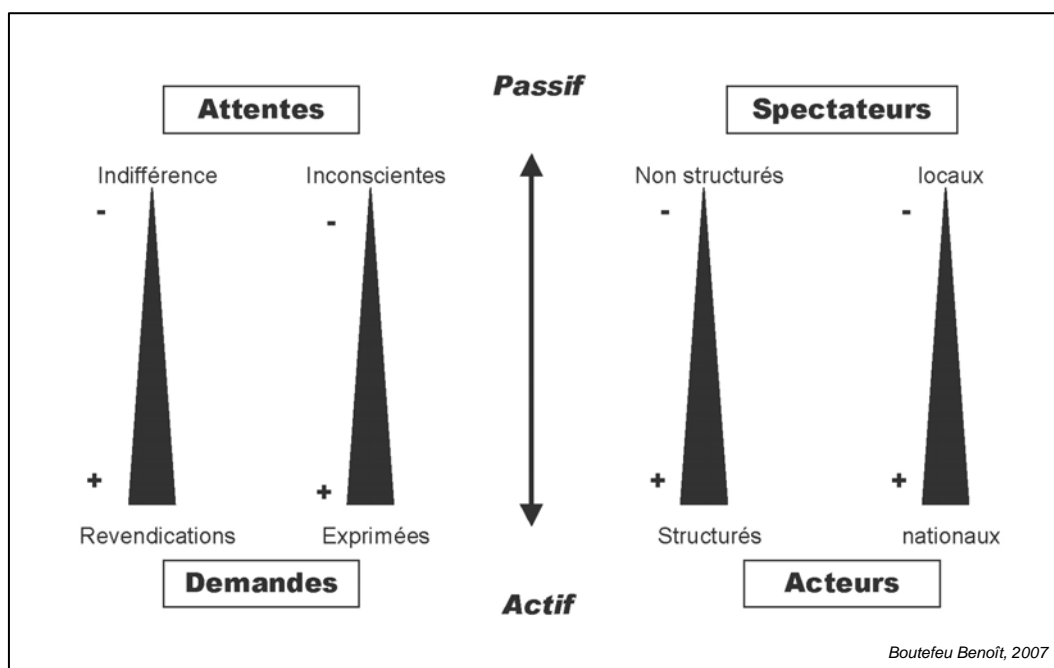 Passif
Attentes
Spectateurs
Indifférence
Inconscientes
Non structurés
locaux
-
-
-
-
+
+
+
+
Revendications
Exprimées
Structurés
nationaux
Demandes
Acteurs
Actif
Boutefeu Benoît, 2007